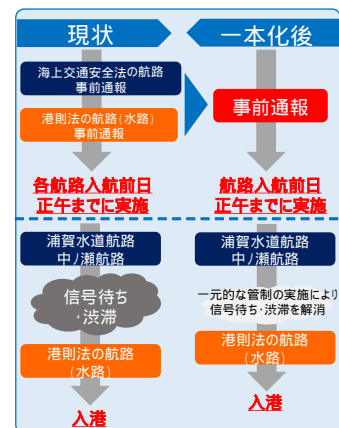 現状
海上交通安全法の航路
事前通報
港則法の航路(水路)
事前通報
各航路入航前日
正午までに実施
浦賀水道航路
中ノ瀬航路
信号待ち
・渋滞
港則法の航路
(水路)
入港
一本化後
事前通報
航路入航前日
正午までに実施
浦賀水道航路
中ノ瀬航路
一元的な管制の実施により
信号待ち・渋滞を解消
港則法の航路
(水路)
入港